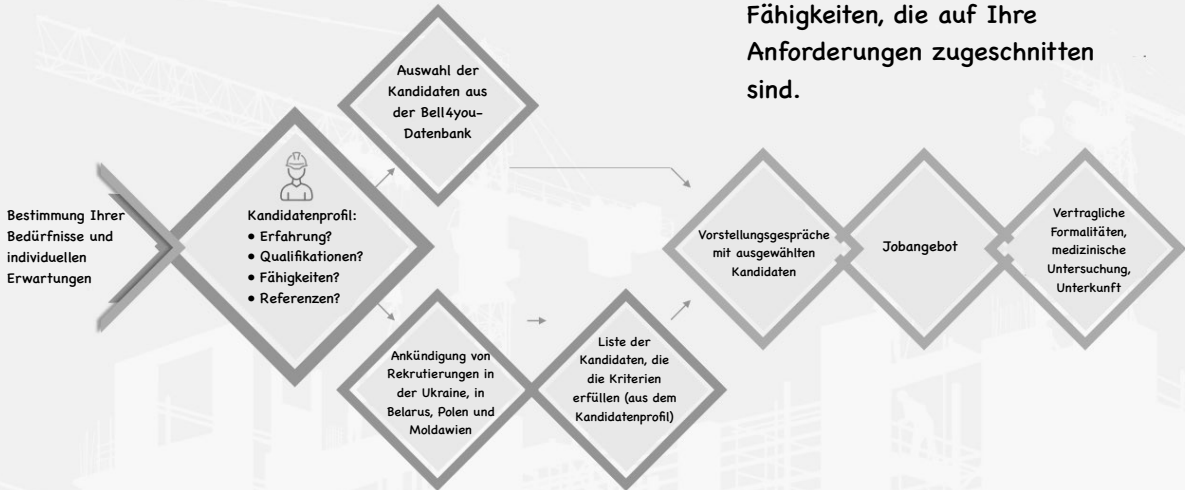 Fähigkeiten, die auf Ihre
Anforderungen zugeschnitten
sind.
Bestimmung Ihrer
Bedürfnisse und
individuellen
Erwartungen
Kandidatenprofil:
• Erfahrung?
• Qualifikationen?
• Fähigkeiten?
• Referenzen?
Auswahl der
Kandidaten aus
der Bell4you-
Datenbank
Ankündigung von
Rekrutierungen in
der Ukraine, in
Belarus, Polen und
Moldawien
Liste der
Kandidaten, die
die Kriterien
erfüllen (aus dem
Kandidatenprofil)
Vorstellungsgespräche
mit ausgewählten
Kandidaten
Jobangebot
Vertragliche
Formalitäten,
medizinische
Untersuchung,
Unterkunft